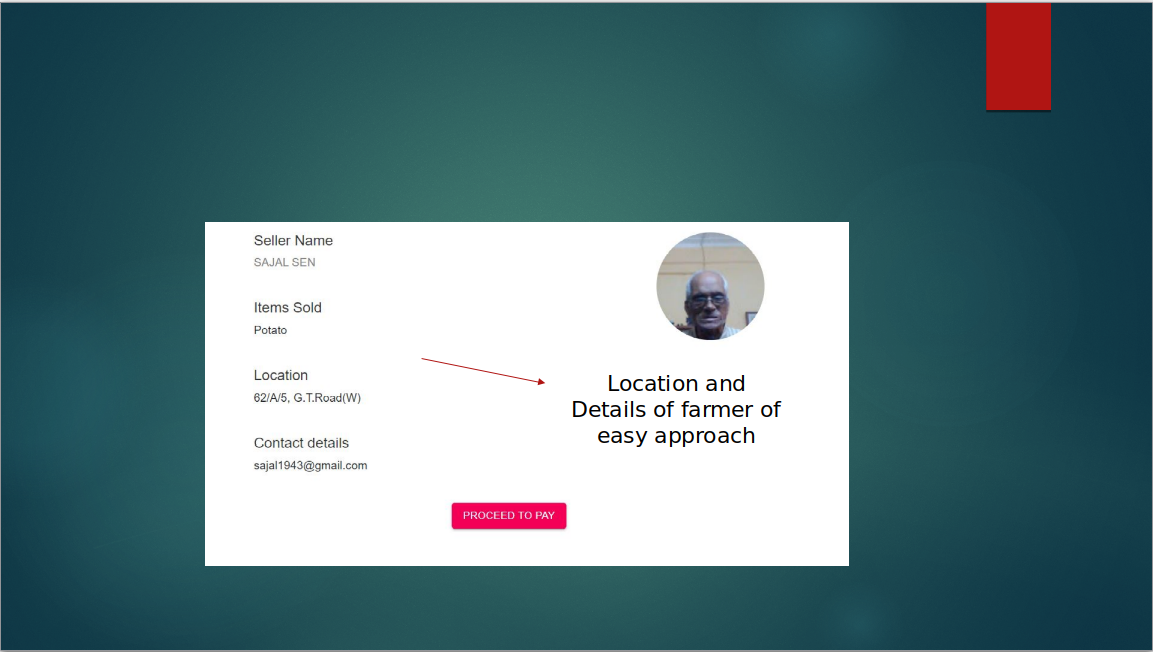 Seller Name
SAJAL SEN
Items Sold
Potato
Location
62/A/5, G.T.Road(W)
Contact details
sajal1943@gmail.com
Location and
Details of farmer of
easy approach
PROCEED TO PAY